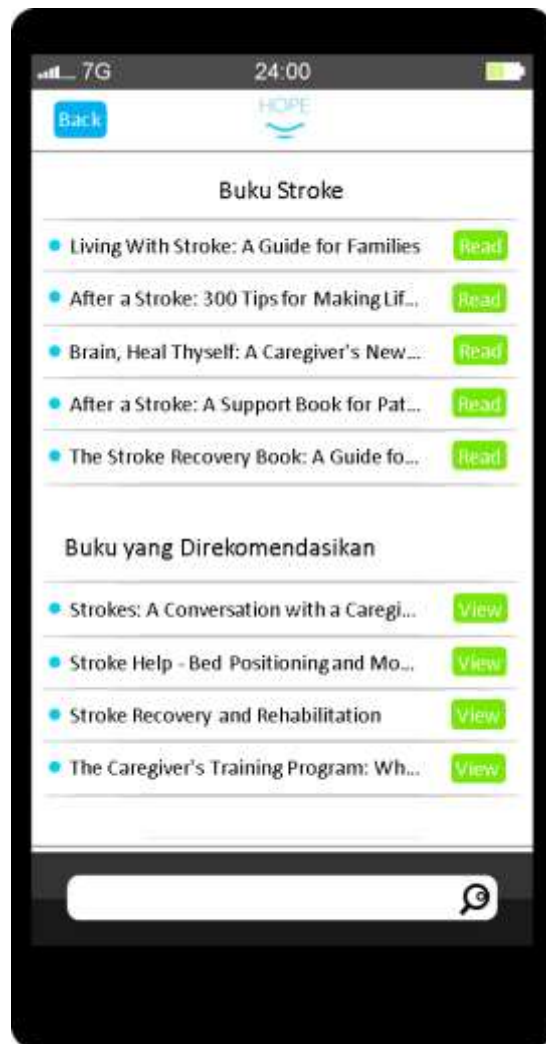 7G 24:00
Back HOPE
Buku Stroke
Living With Stroke: A Guide for Families Read
After a Stroke: 300 Tips for Making Lif... Read
Brain, Heal Thyself: A Caregiver's New... Read
After a Stroke: A Support Book for Pat... Read
The Stroke Recovery Book: A Guide fo... Read
Buku yang Direkomendasikan
Strokes: A Conversation with a Caregi... View
Stroke Help - Bed Positioning and Mo... View
Stroke Recovery and Rehabilitation View
The Caregiver's Training Program: Wh... View